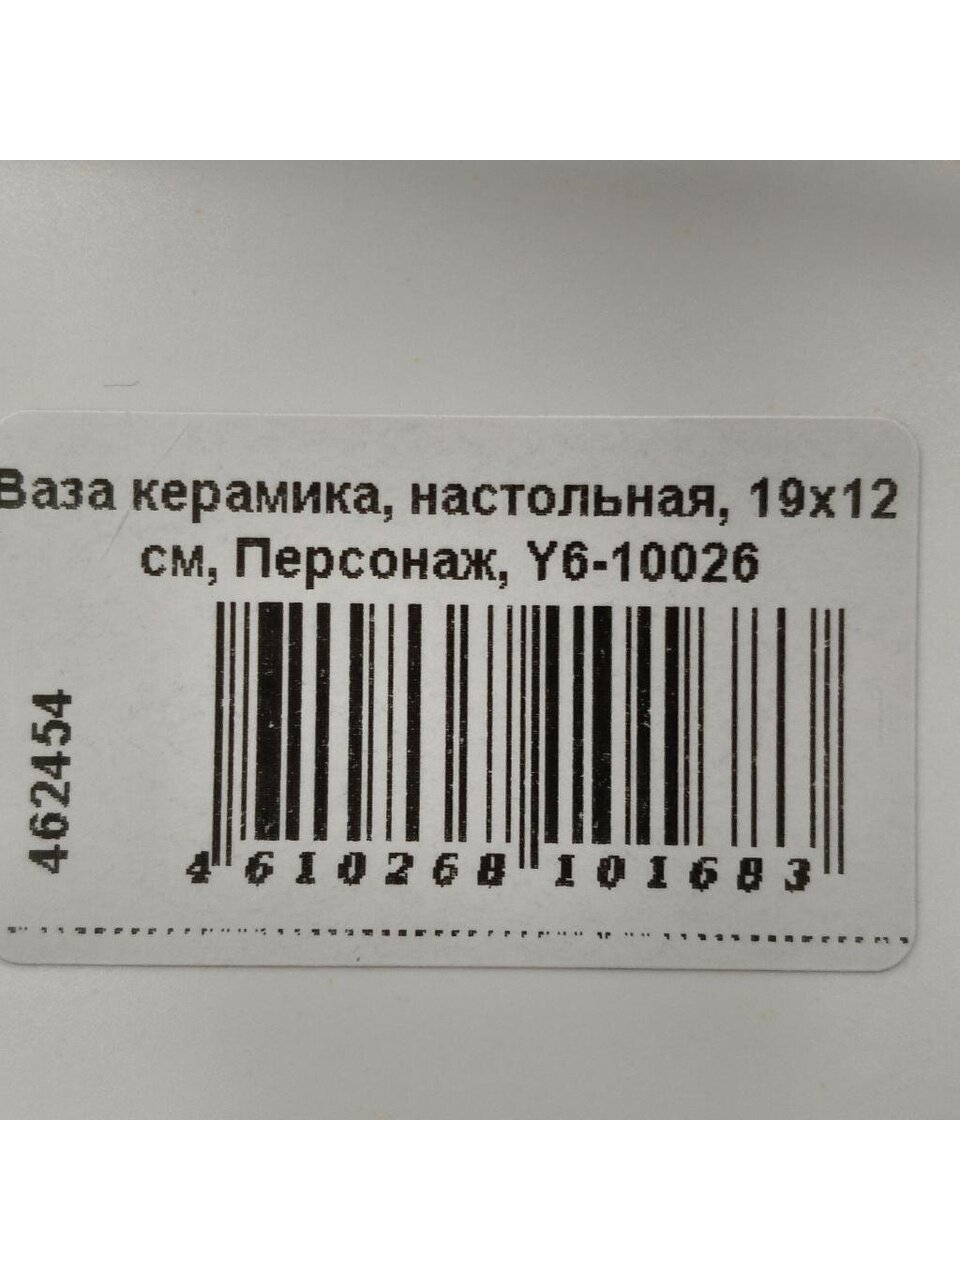 Ваза керамика, настольная, 19х12
см, Персонаж, Y6-10026
462454
4 610268 101683